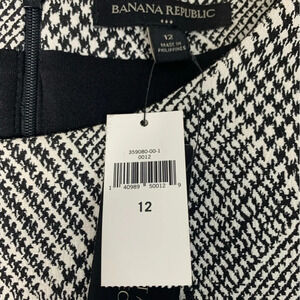 BANANA REPUBLIC
12
MADE IN
PHILIPPINES
359080-00-1
0012
1 40989 50012 9
12